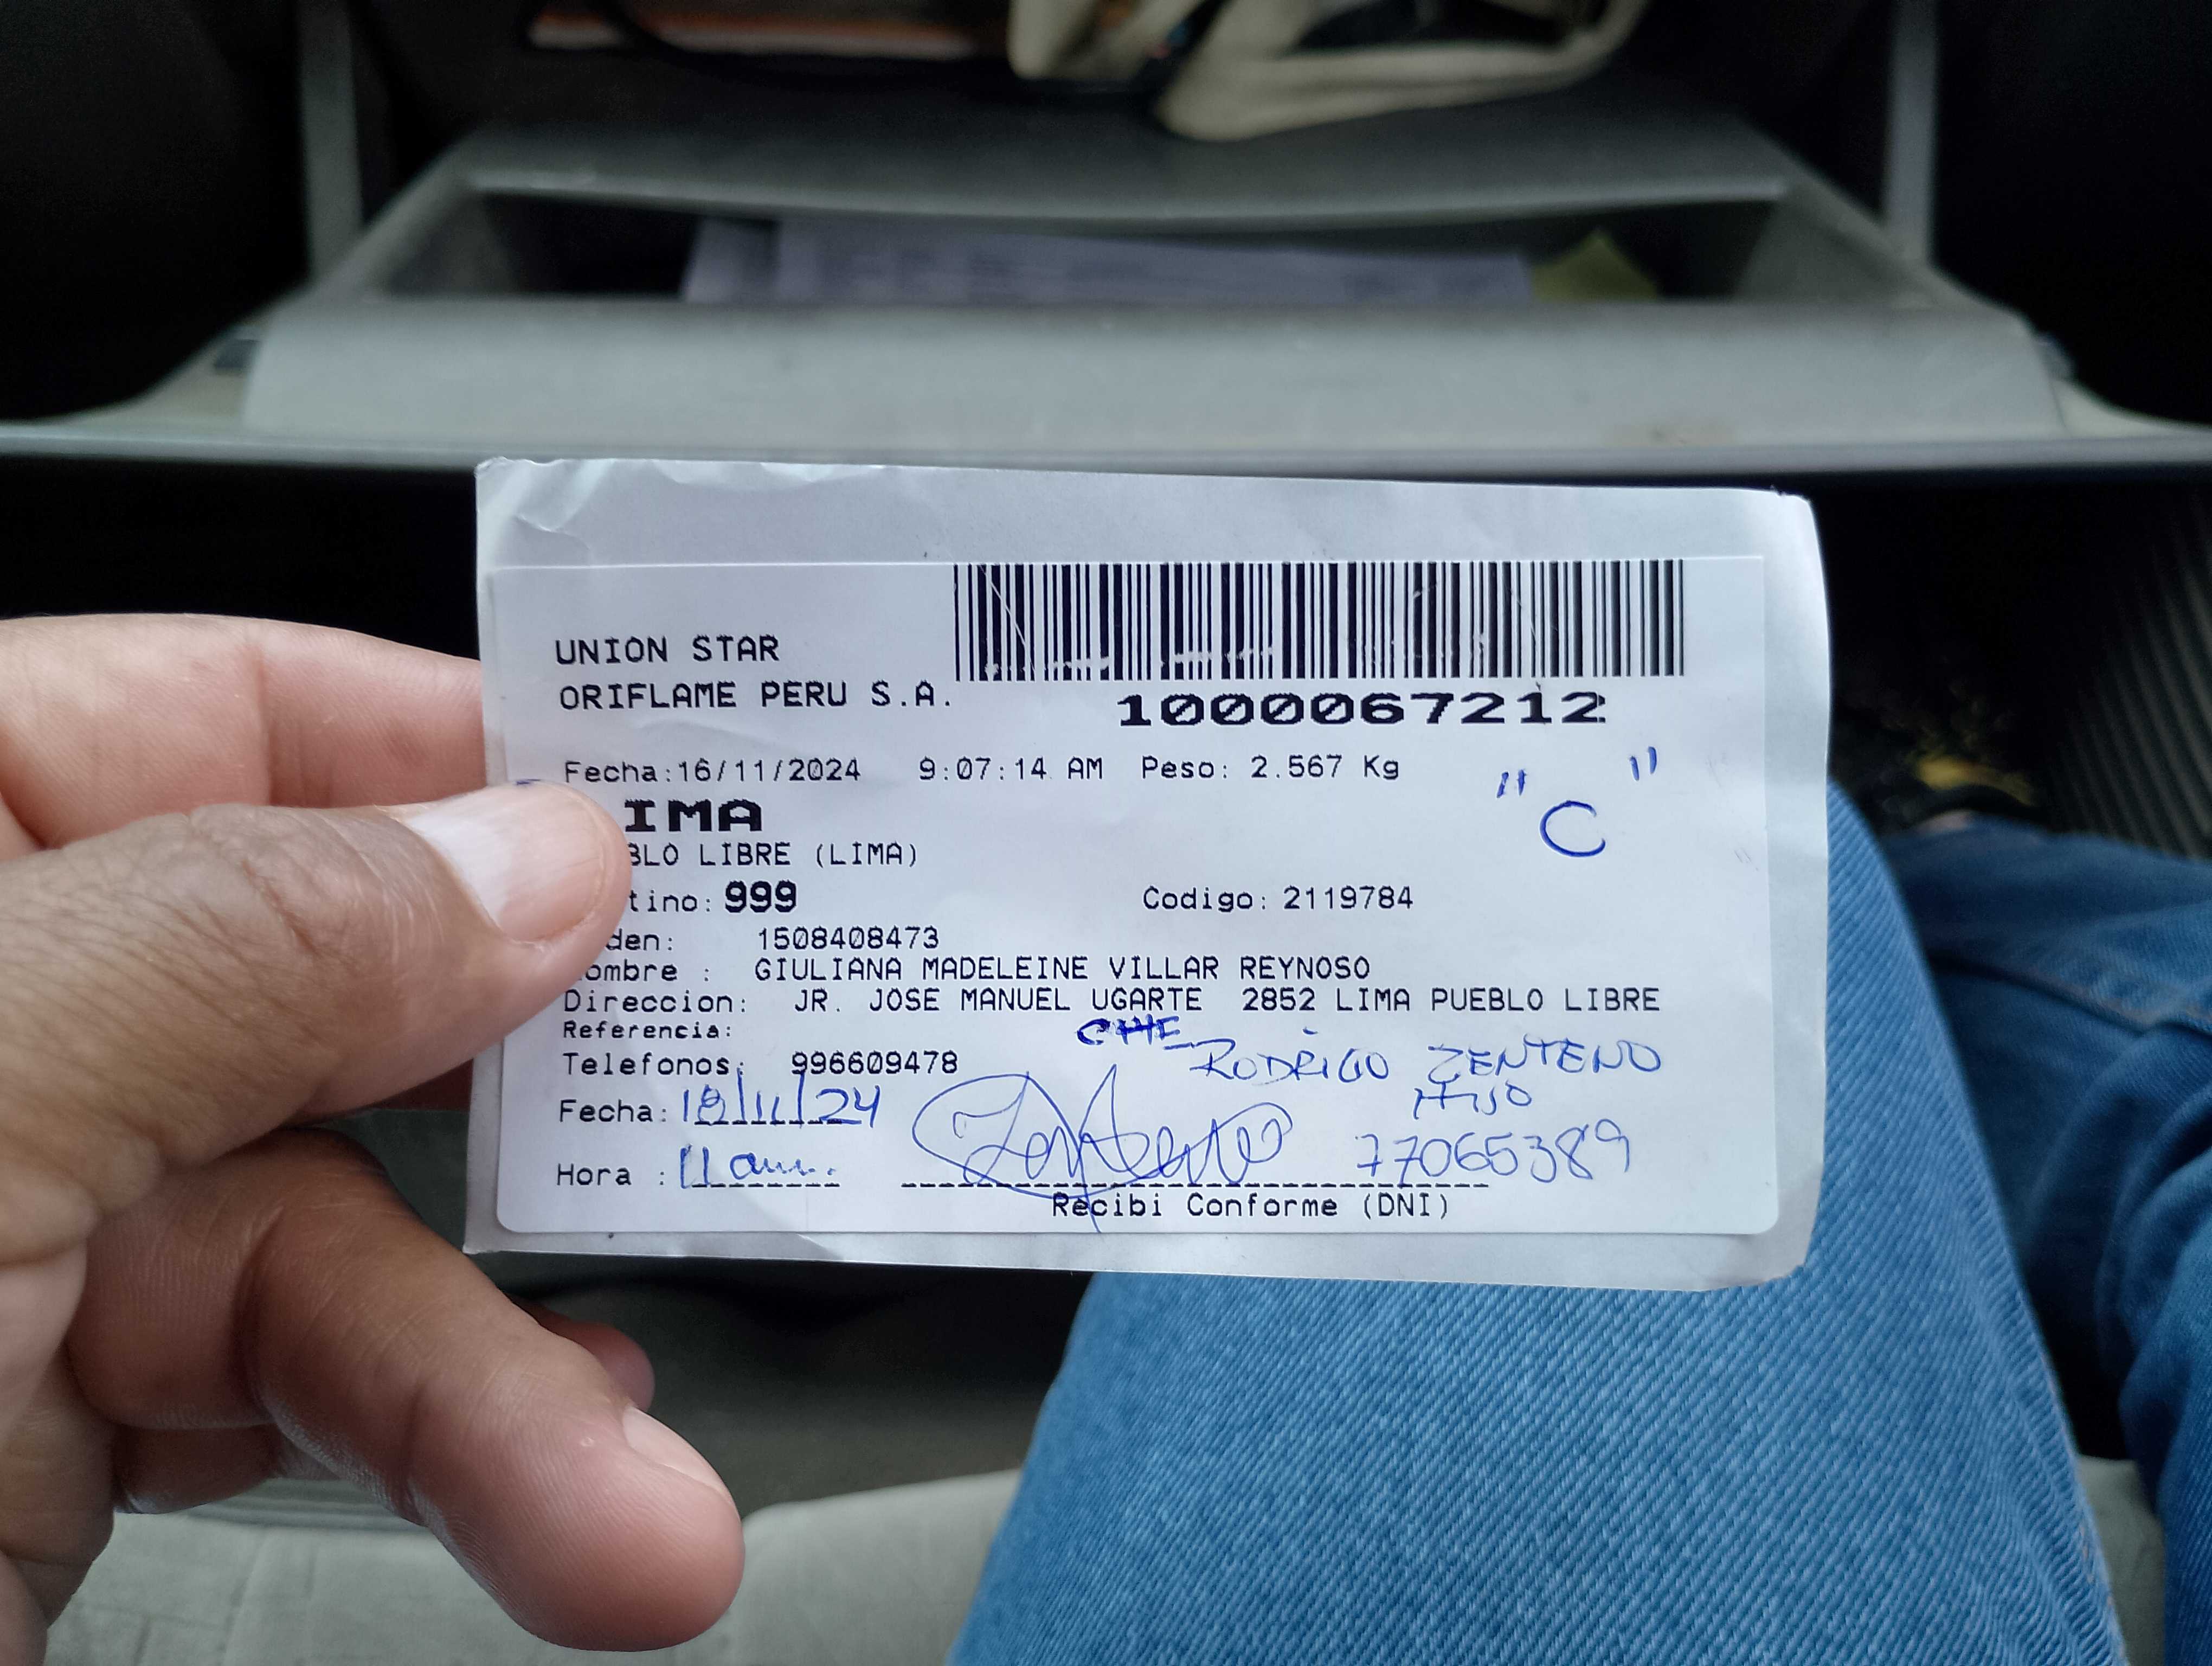 UNION STAR
ORIFLAME PERU S.A.
1000067212
Fecha:16/11/2024 9:07:14 AM Peso: 2.567 Kg
"C"
IMA
BLO LIBRE (LIMA)
tino: 999 Codigo: 2119784
den: 1508408473
ombre : GIULIANA MADELEINE VILLAR REYNOSO
Direccion: JR. JOSE MANUEL UGARTE 2852 LIMA PUEBLO LIBRE
Referencia:
Telefonos: 996609478 RODRIGO ZENTENO
HIJO
Fecha: 18/11/24
Hora : 11 am. 77065389
Recibi Conforme (DNI)